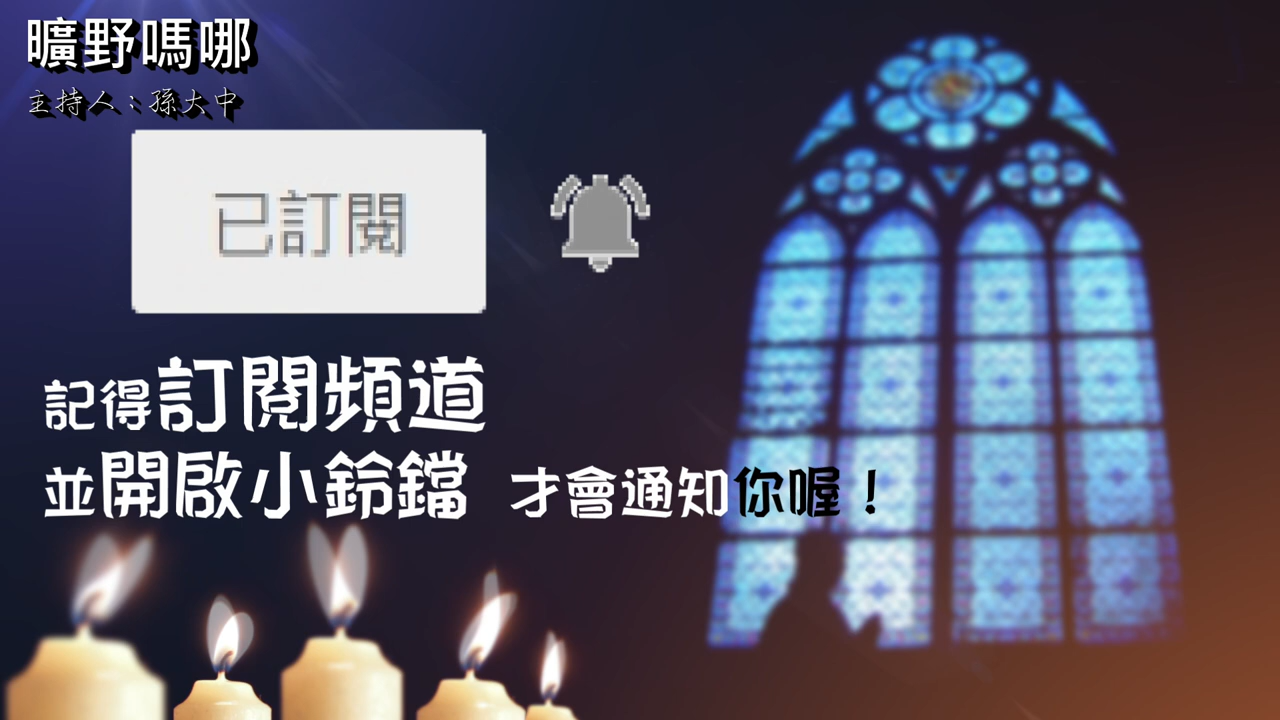 曠野嗎哪
主持人：孫大中
已訂閱
記得訂閱頻道
並開啟小鈴鐺 才會通知你喔！